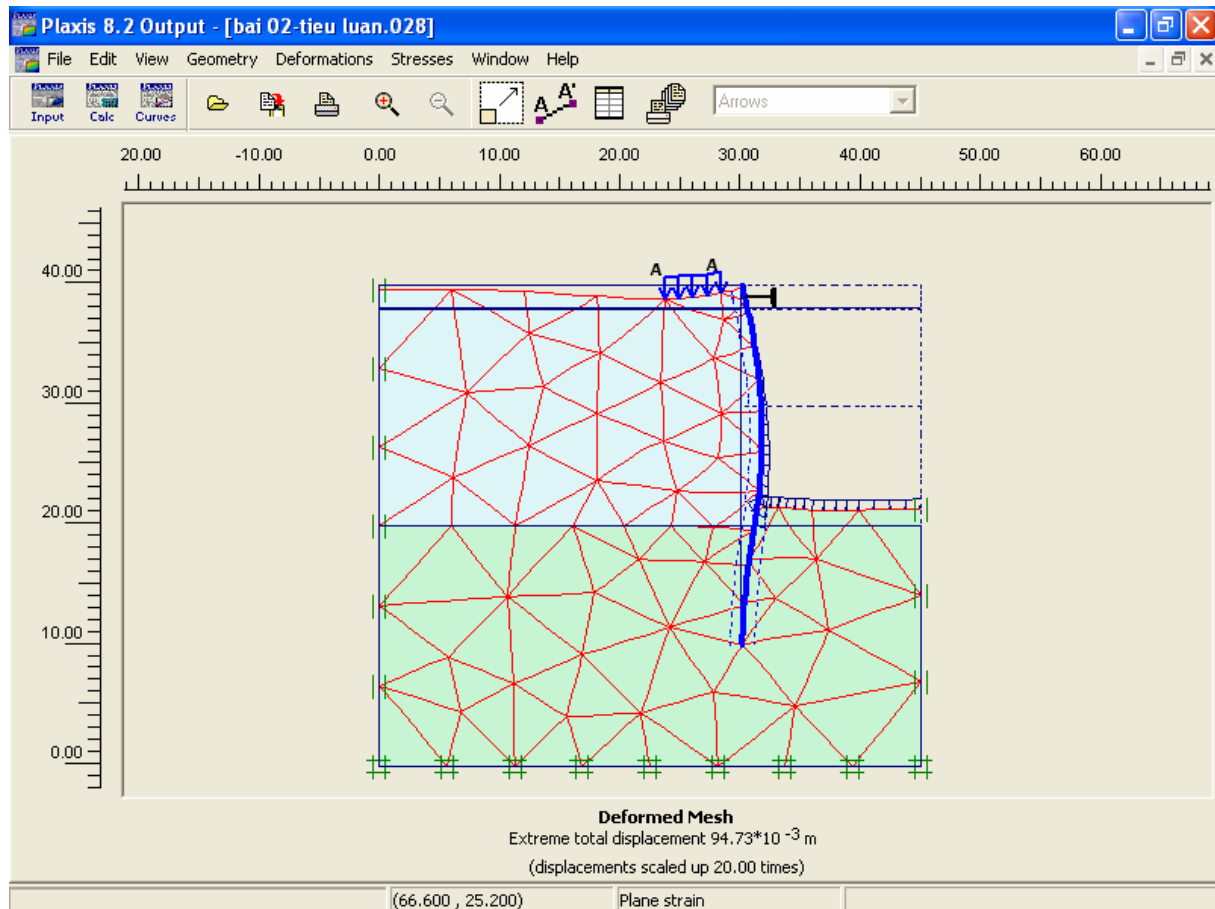 Plaxis 8.2 Output - [bai 02-tieu luan.028]
File Edit View Geometry Deformations Stresses Window Help
Input Calc Curves A A' Arrows
20.00 -10.00 0.00 10.00 20.00 30.00 40.00 50.00 60.00
40.00
A A
30.00
20.00
10.00
0.00
Deformed Mesh
Extreme total displacement 94.73*10 -3 m
(displacements scaled up 20.00 times)
(66.600 , 25.200) Plane strain